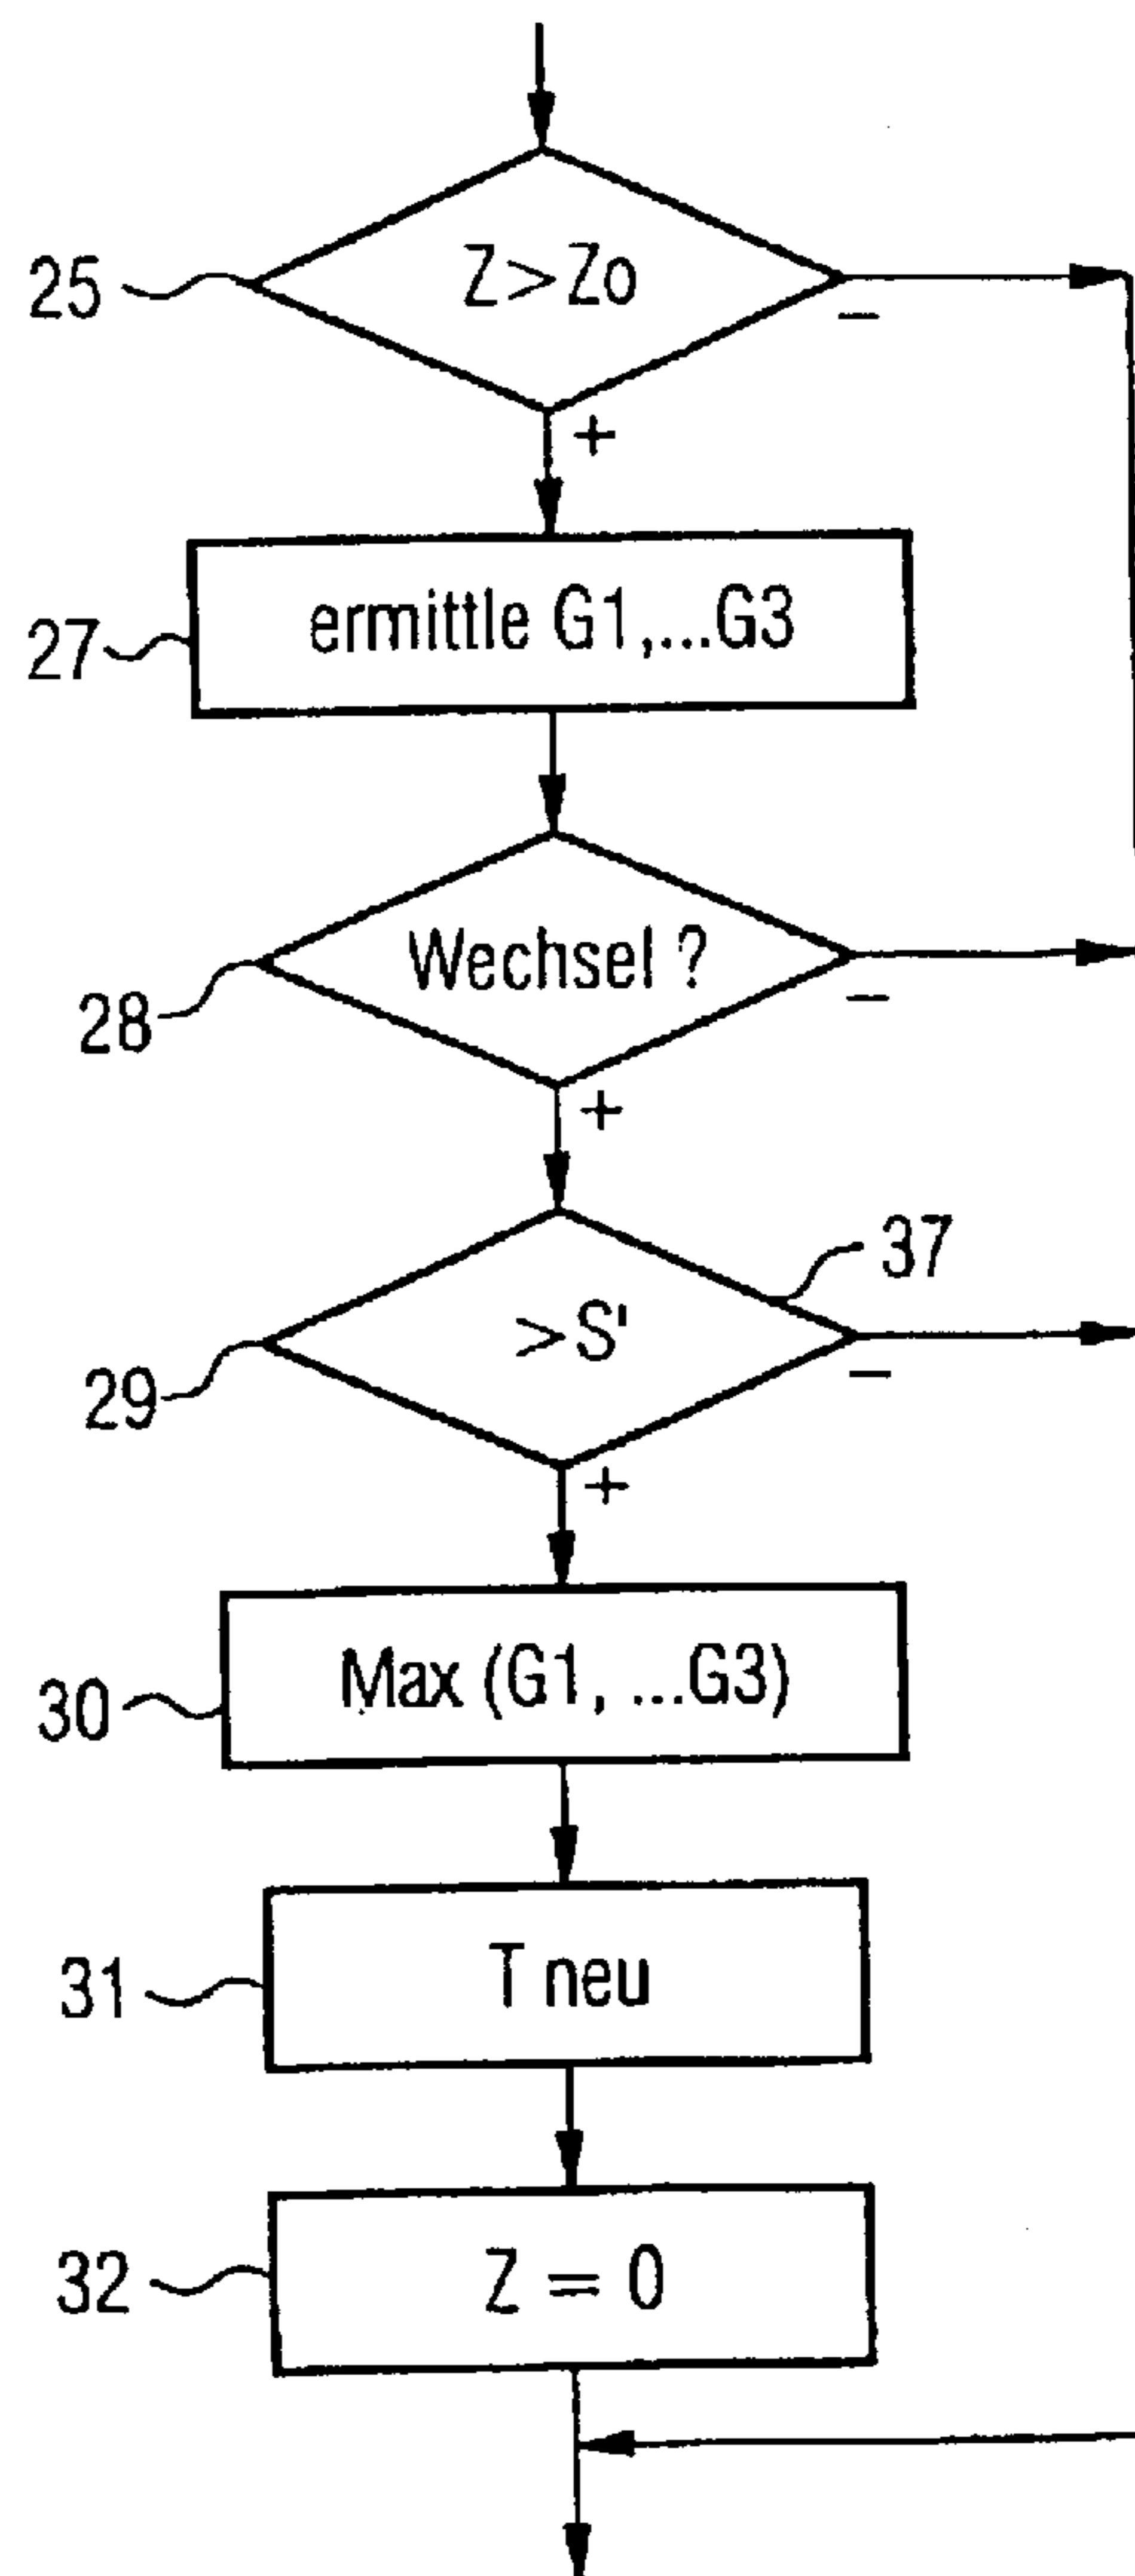 25
Z>Zo
−
+
27
ermittle G1,...G3
28
Wechsel ?
−
+
37
29
>S'
−
+
30
Max (G1, ...G3)
31
T neu
32
Z = 0